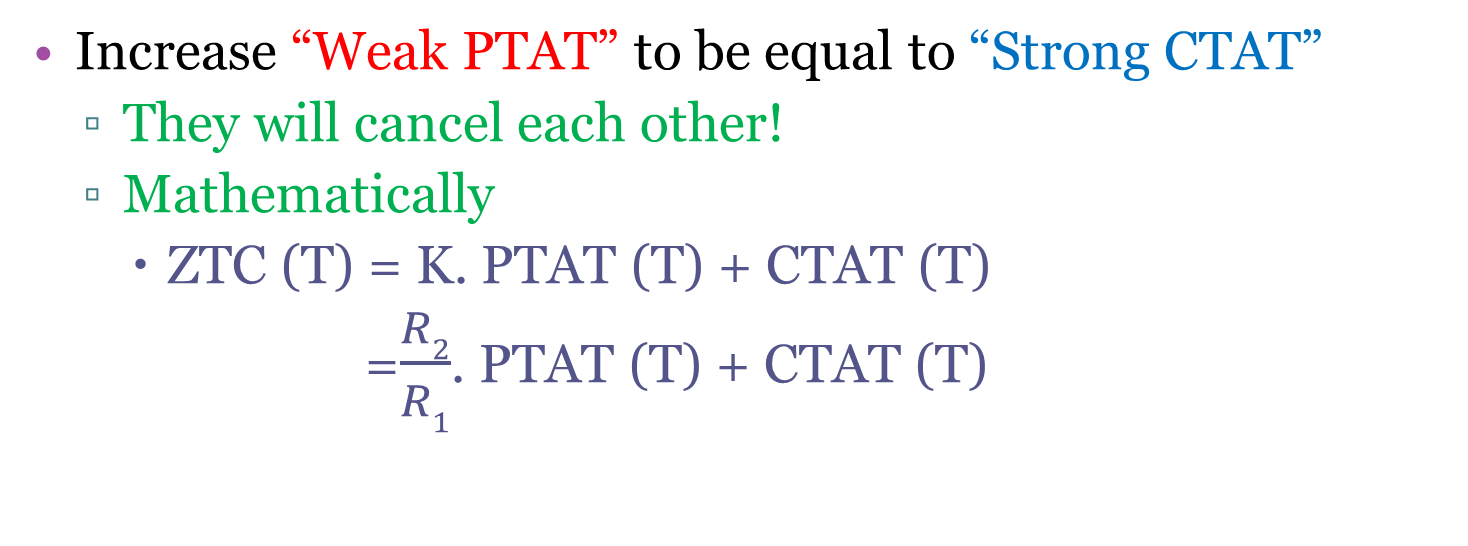 • Increase “Weak PTAT” to be equal to “Strong CTAT”
▫ They will cancel each other!
▫ Mathematically
• ZTC (T) = K. PTAT (T) + CTAT (T)
=R₂/R₁. PTAT (T) + CTAT (T)